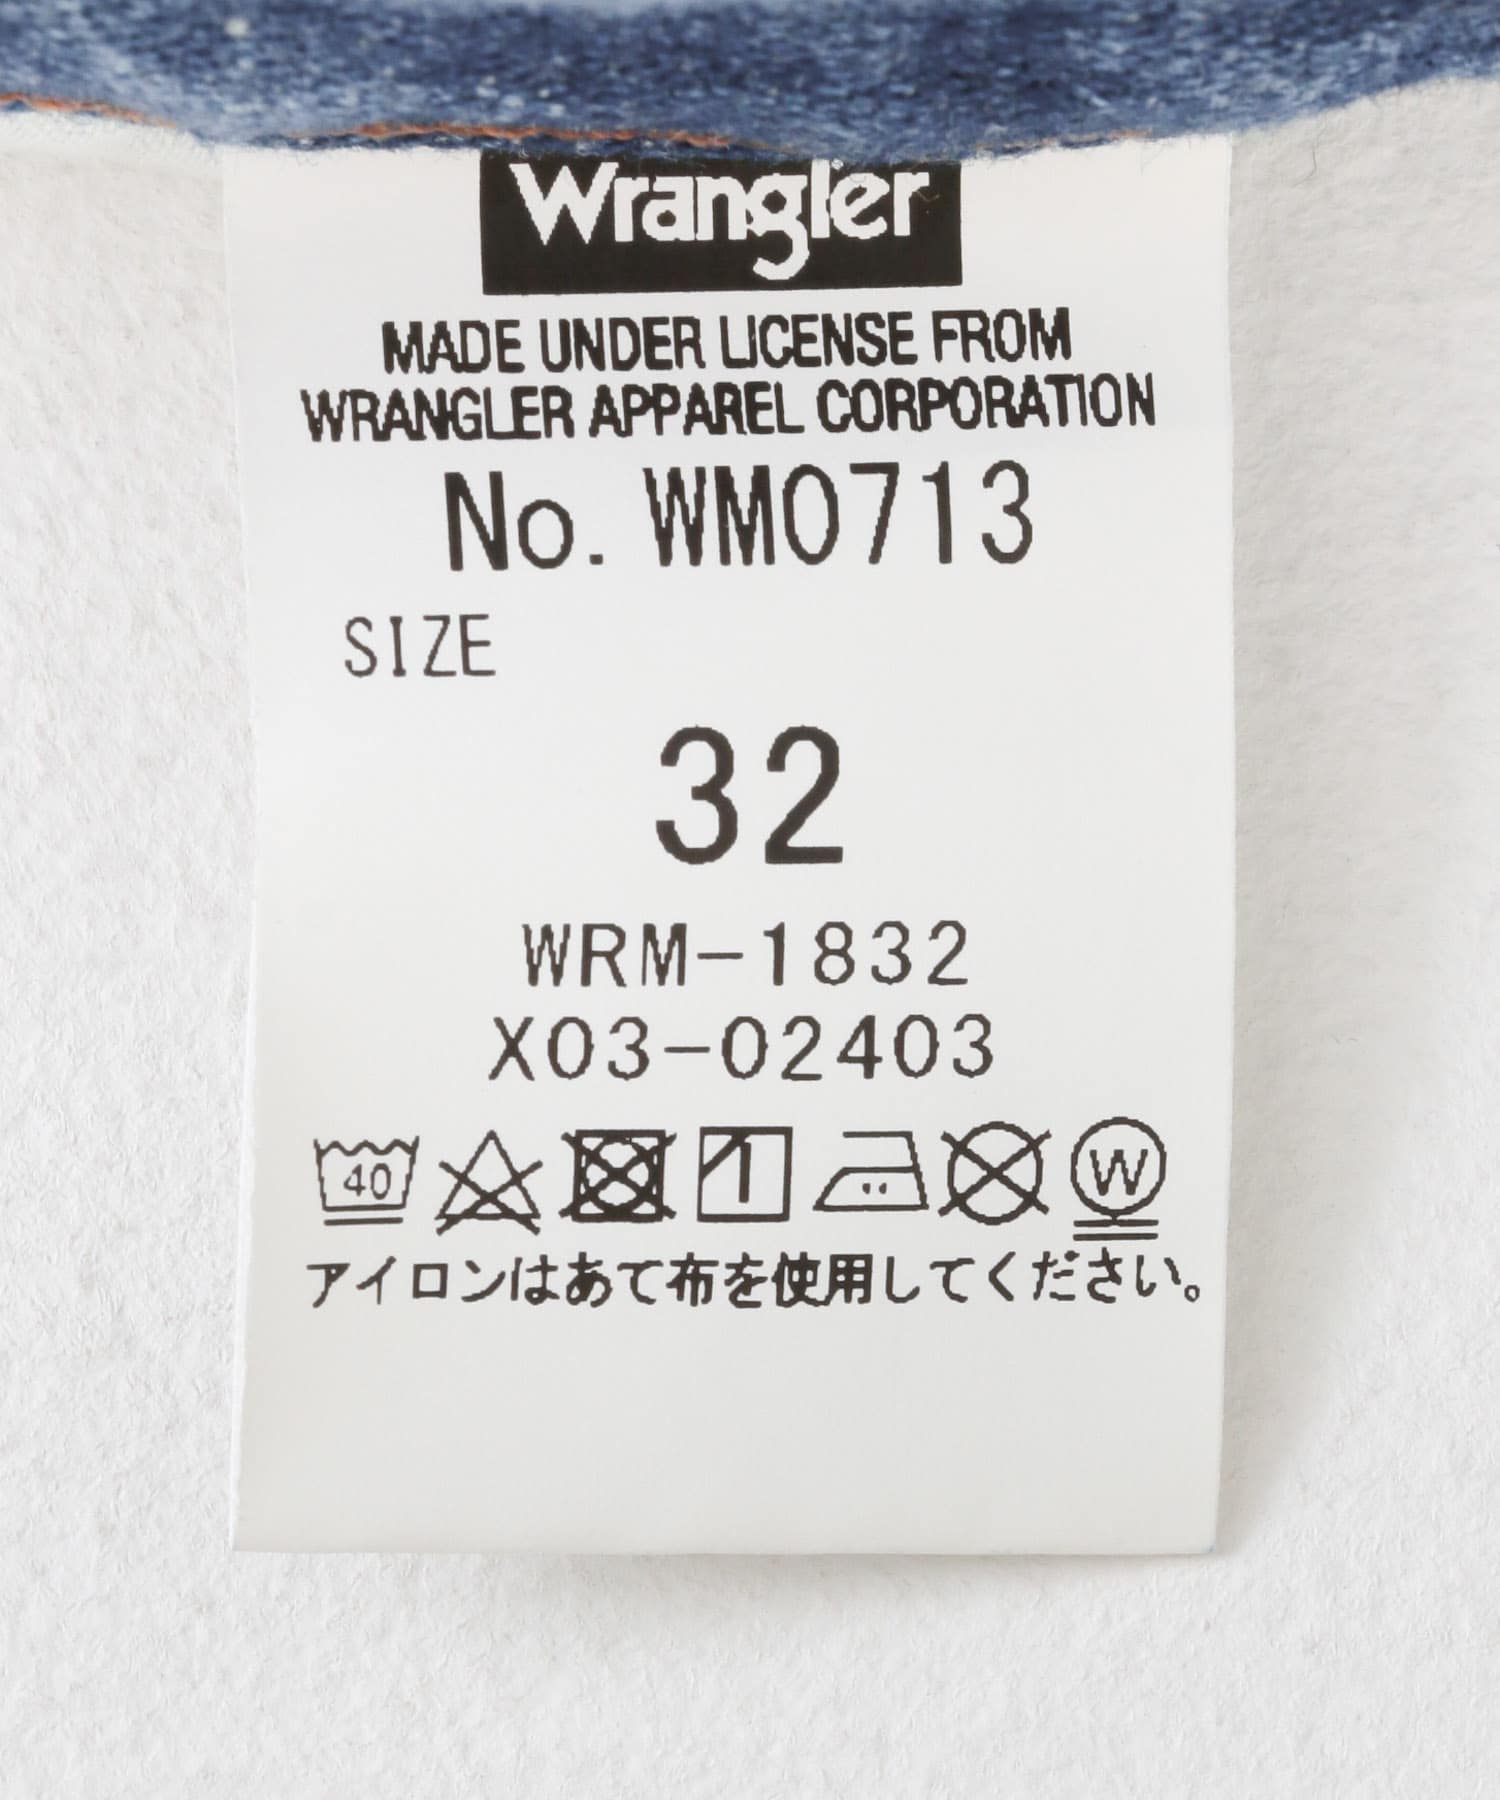 Wrangler
MADE UNDER LICENSE FROM
WRANGLER APPAREL CORPORATION
No. WM0713
SIZE
32
WRM-1832
X03-02403
40 W
アイロンはあて布を使用してください。